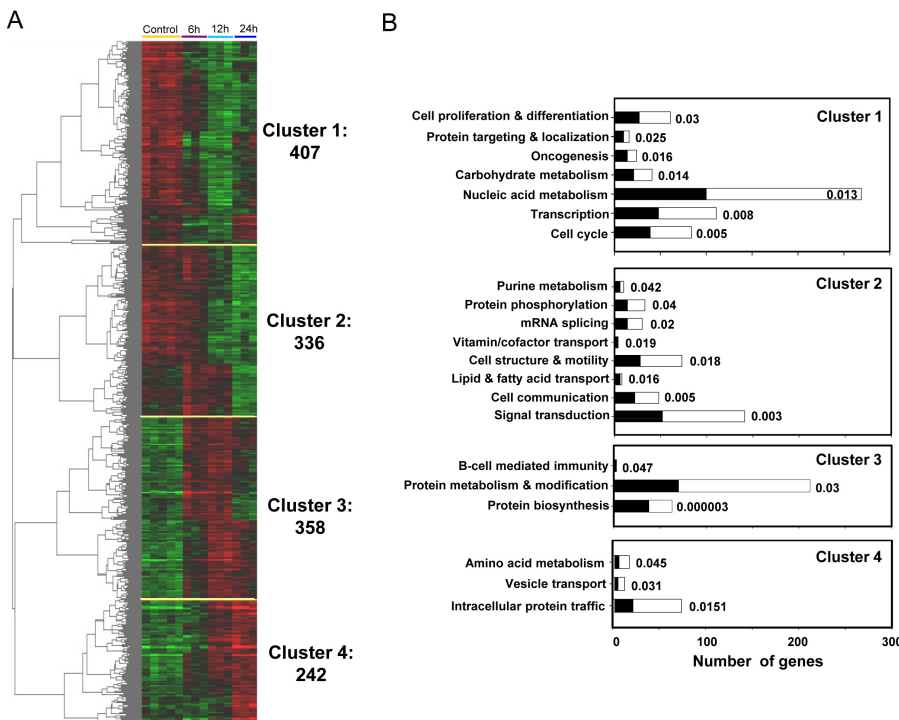 A
Control 6h 12h 24h
Cluster 1:
407
Cluster 2:
336
Cluster 3:
358
Cluster 4:
242
B
Cluster 1
Cell proliferation & differentiation 0.03
Protein targeting & localization 0.025
Oncogenesis 0.016
Carbohydrate metabolism 0.014
Nucleic acid metabolism 0.013
Transcription 0.008
Cell cycle 0.005
Cluster 2
Purine metabolism 0.042
Protein phosphorylation 0.04
mRNA splicing 0.02
Vitamin/cofactor transport 0.019
Cell structure & motility 0.018
Lipid & fatty acid transport 0.016
Cell communication 0.005
Signal transduction 0.003
Cluster 3
B-cell mediated immunity 0.047
Protein metabolism & modification 0.03
Protein biosynthesis 0.000003
Cluster 4
Amino acid metabolism 0.045
Vesicle transport 0.031
Intracellular protein traffic 0.0151
0 100 200 300
Number of genes